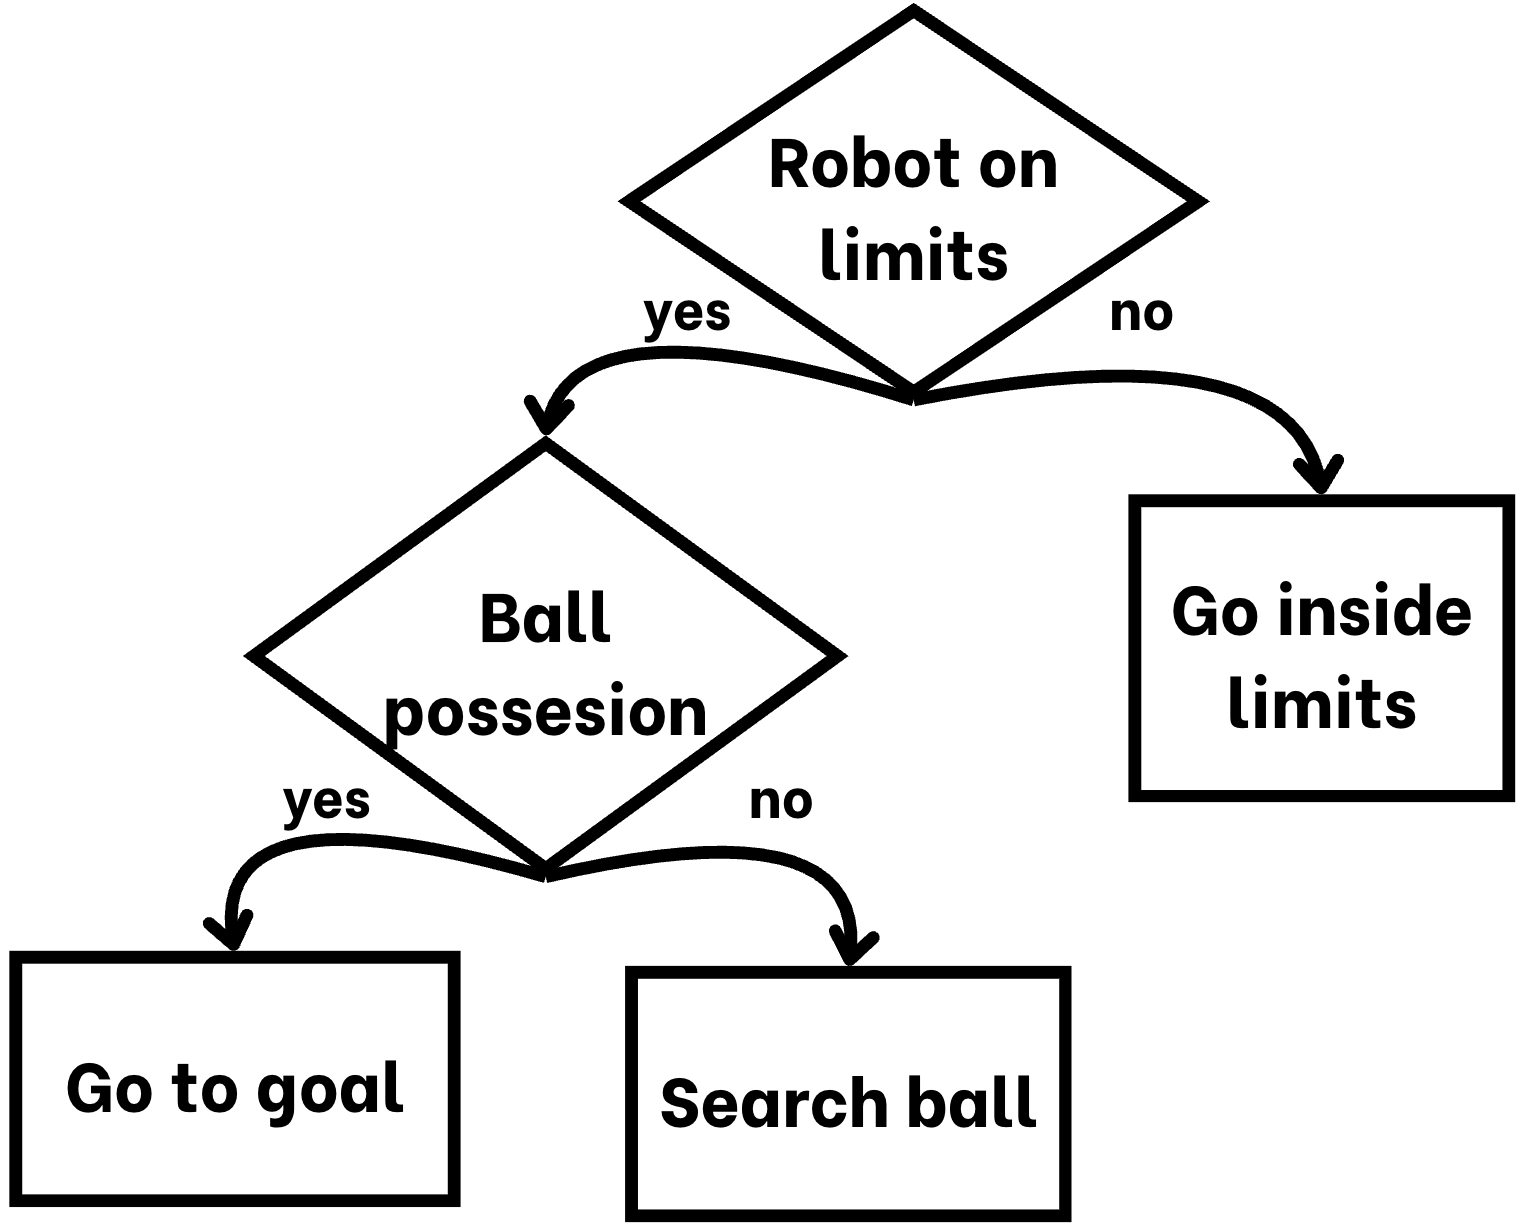 Robot on
limits
yes
no
Ball
possesion
Go inside
limits
yes
no
Go to goal
Search ball